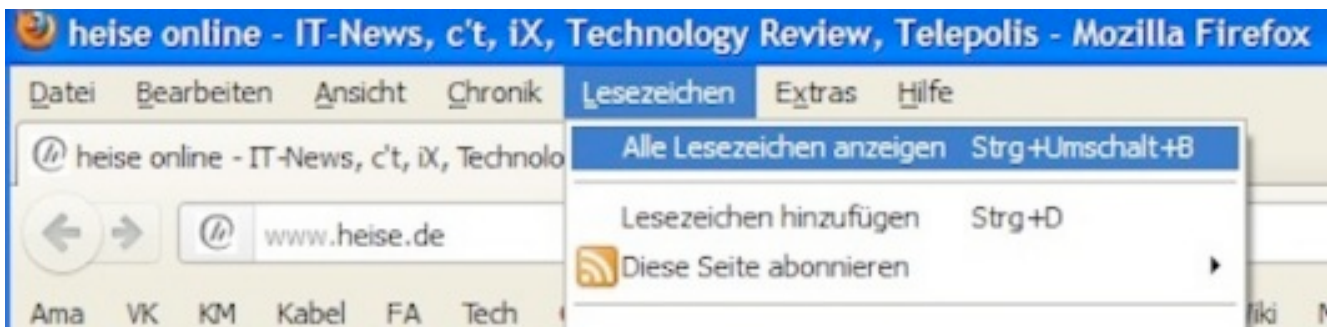 heise online - IT-News, c't, iX, Technology Review, Telepolis - Mozilla Firefox
Datei Bearbeiten Ansicht Chronik Lesezeichen Extras Hilfe
heise online - IT-News, c't, iX, Technolo
Alle Lesezeichen anzeigen Strg+Umschalt+B
www.heise.de
Lesezeichen hinzufügen Strg+D
Diese Seite abonnieren
Ama VK KM Kabel FA Tech